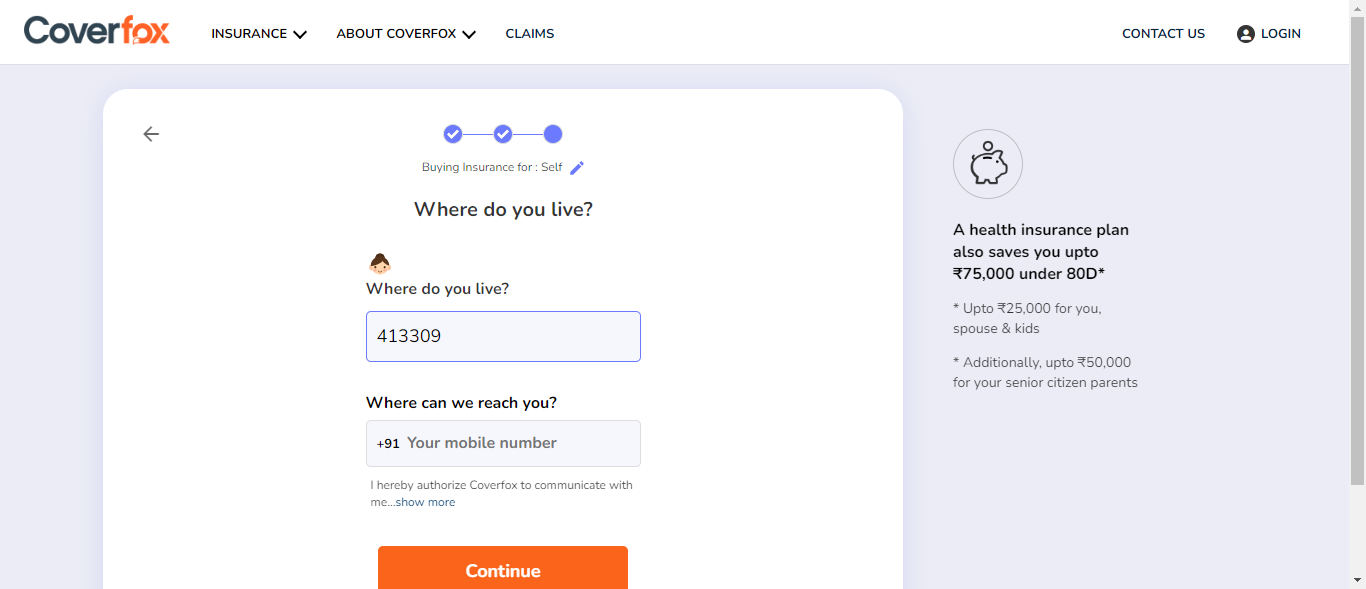 Coverfox
INSURANCE
ABOUT COVERFOX
CLAIMS
CONTACT US
LOGIN
Buying Insurance for : Self
Where do you live?
Where do you live?
413309
Where can we reach you?
+91 Your mobile number
I hereby authorize Coverfox to communicate with
me...show more
Continue
A health insurance plan
also saves you upto
₹75,000 under 80D*
* Upto ₹25,000 for you,
spouse & kids
* Additionally, upto ₹50,000
for your senior citizen parents